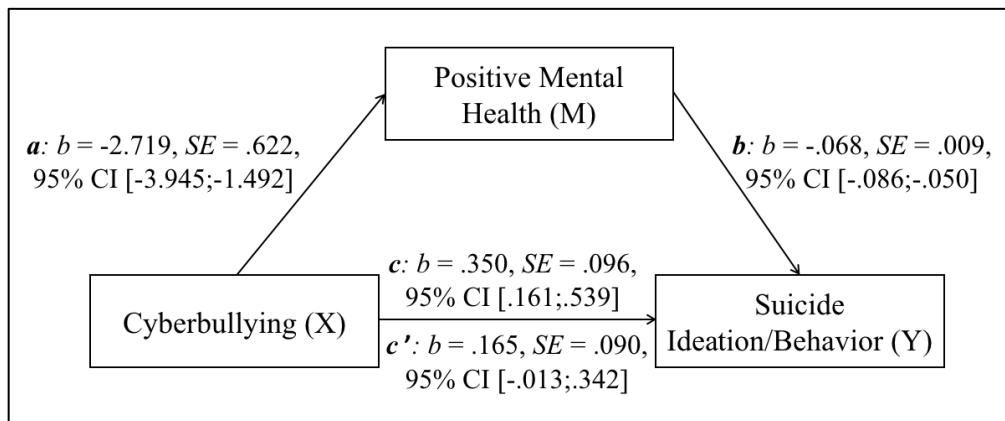 Positive Mental
Health (M)
a: b = -2.719, SE = .622,
95% CI [-3.945;-1.492]
b: b = -.068, SE = .009,
95% CI [-.086;-.050]
c: b = .350, SE = .096,
95% CI [.161;.539]
Cyberbullying (X)
Suicide
Ideation/Behavior (Y)
c’: b = .165, SE = .090,
95% CI [-.013;.342]